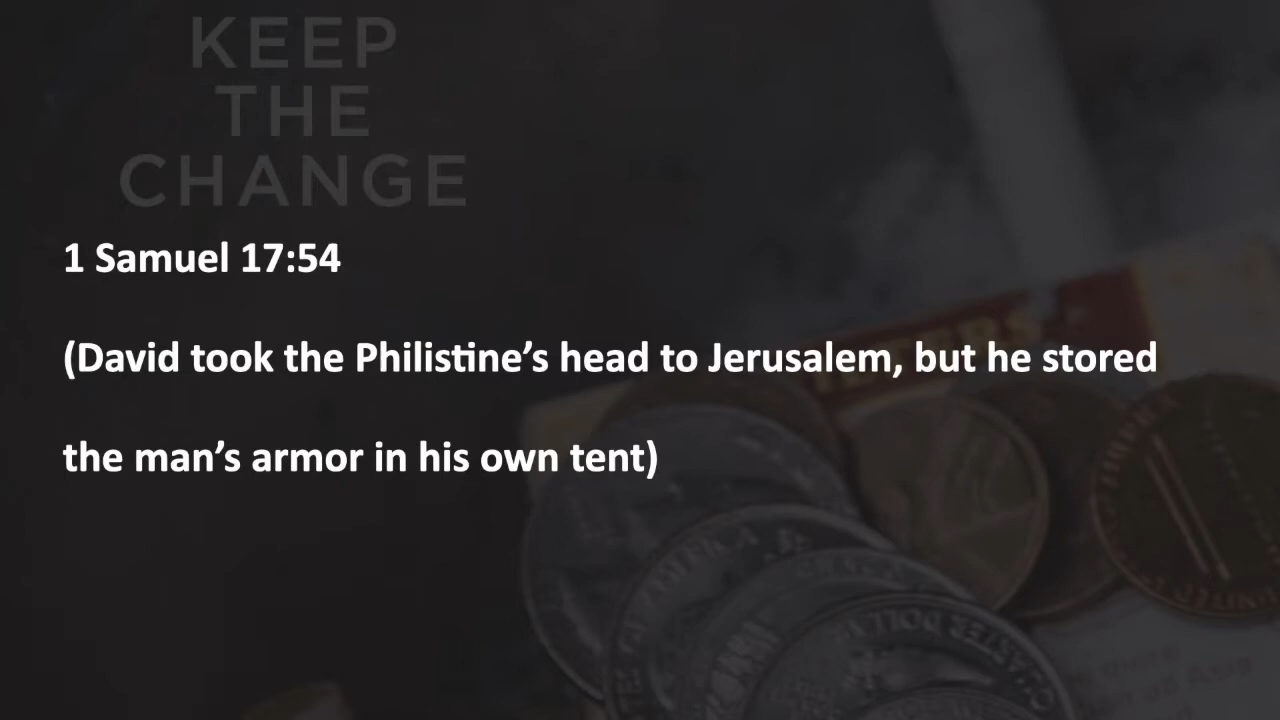 KEEP
THE
CHANGE
1 Samuel 17:54
(David took the Philistine’s head to Jerusalem, but he stored
the man’s armor in his own tent)